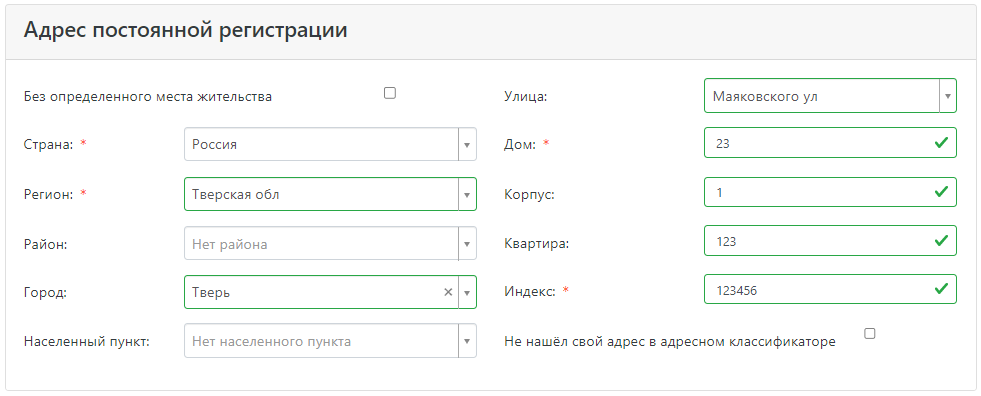 Адрес постоянной регистрации
Без определенного места жительства
Страна: * Россия
Регион: * Тверская обл
Район: Нет района
Город: Тверь ×
Населенный пункт: Нет населенного пункта
Улица: Маяковского ул
Дом: * 23
Корпус: 1
Квартира: 123
Индекс: * 123456
Не нашёл свой адрес в адресном классификаторе